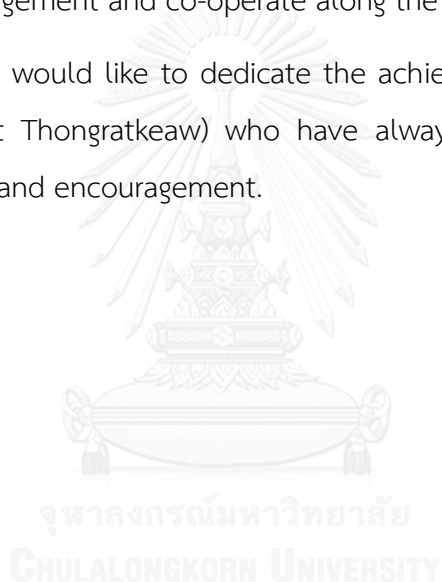 gement and co-operate along the
would like to dedicate the achie
t Thongratkeaw) who have alway
and encouragement.
จุฬาลงกรณ์มหาวิทยาลัย
CHULALONGKORN UNIVERSITY